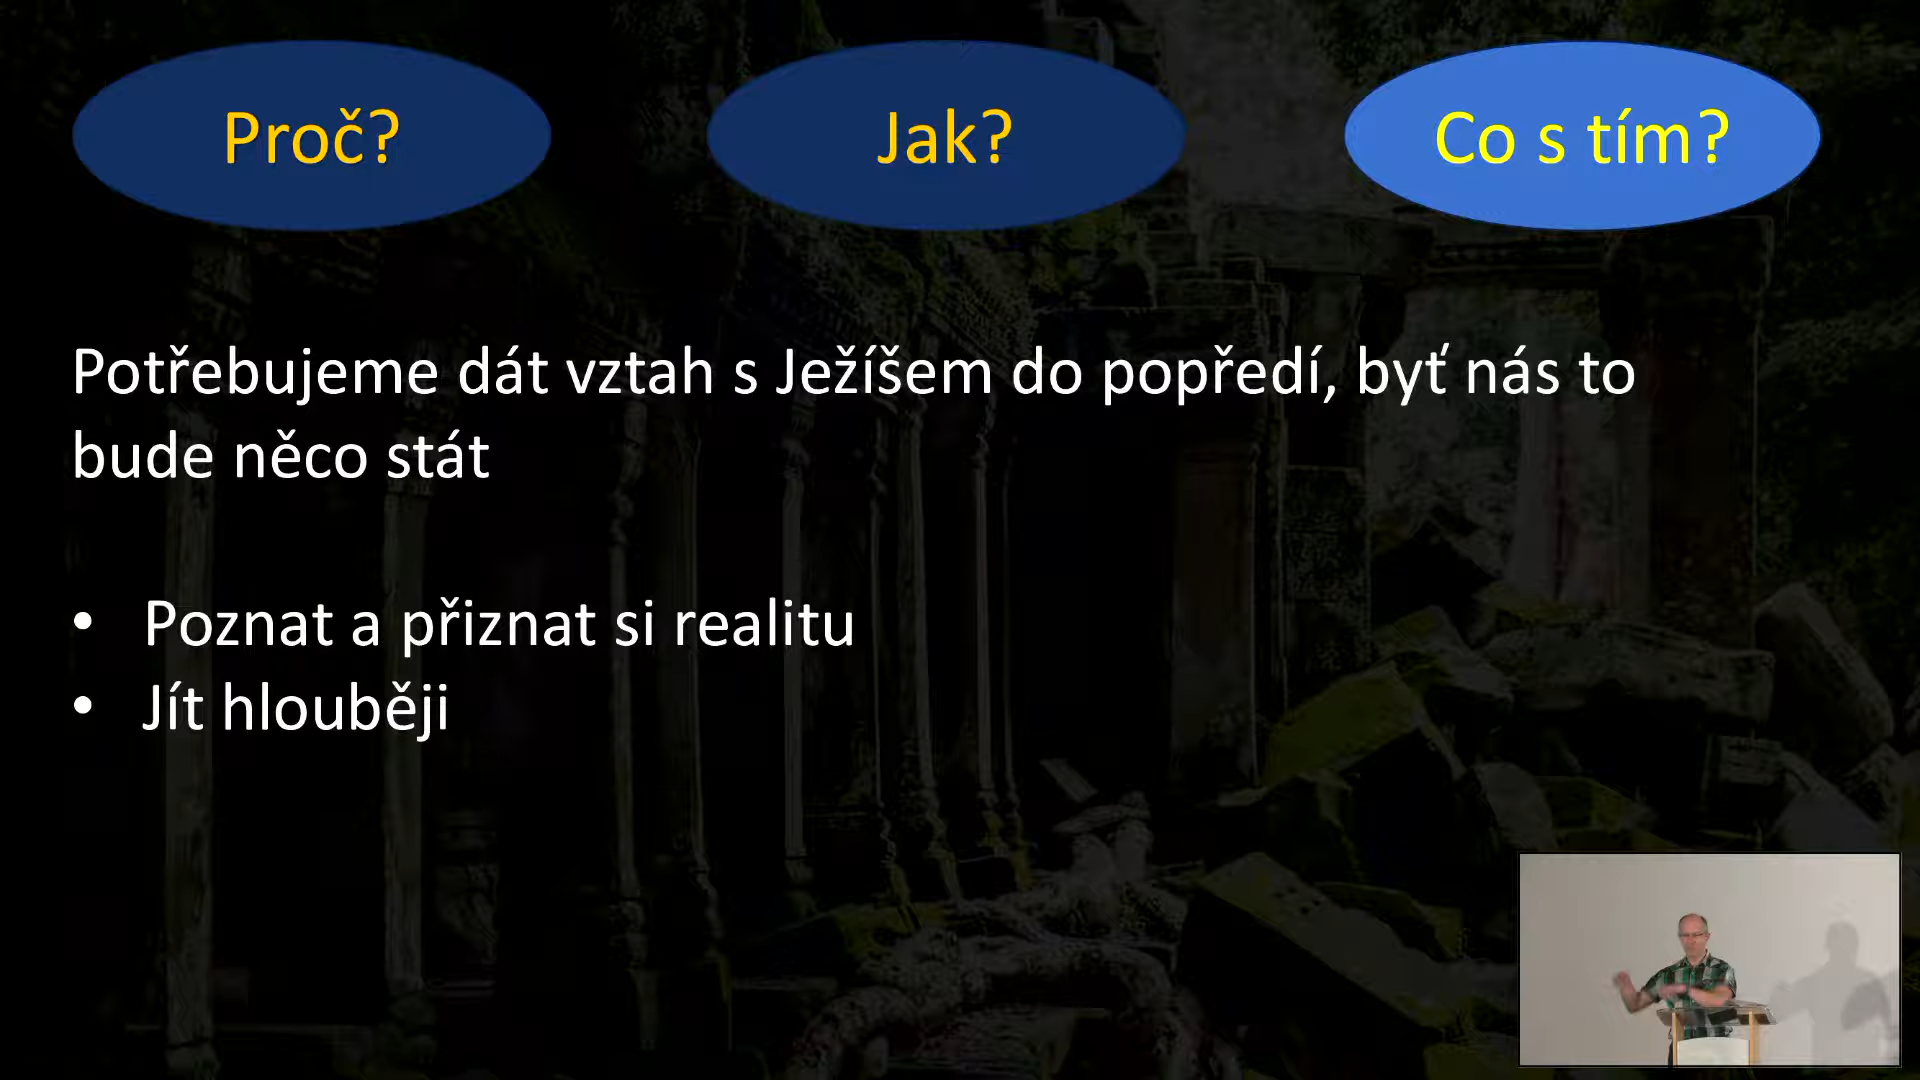 Proč?
Jak?
Co s tím?
Potřebujeme dát vztah s Ježíšem do popředí, byť nás to
bude něco stát
• Poznat a přiznat si realitu
• Jít hlouběji